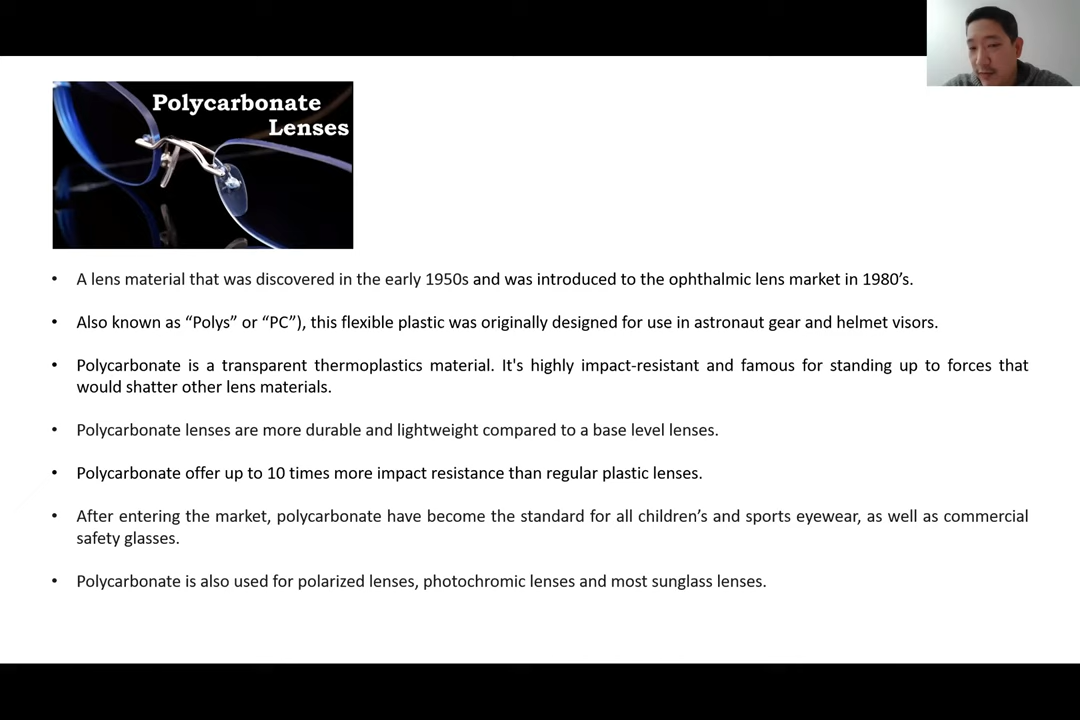 Polycarbonate
Lenses
• A lens material that was discovered in the early 1950s and was introduced to the ophthalmic lens market in 1980’s.
• Also known as “Polys” or “PC”), this flexible plastic was originally designed for use in astronaut gear and helmet visors.
• Polycarbonate is a transparent thermoplastics material. It's highly impact-resistant and famous for standing up to forces that
would shatter other lens materials.
• Polycarbonate lenses are more durable and lightweight compared to a base level lenses.
• Polycarbonate offer up to 10 times more impact resistance than regular plastic lenses.
• After entering the market, polycarbonate have become the standard for all children’s and sports eyewear, as well as commercial
safety glasses.
• Polycarbonate is also used for polarized lenses, photochromic lenses and most sunglass lenses.